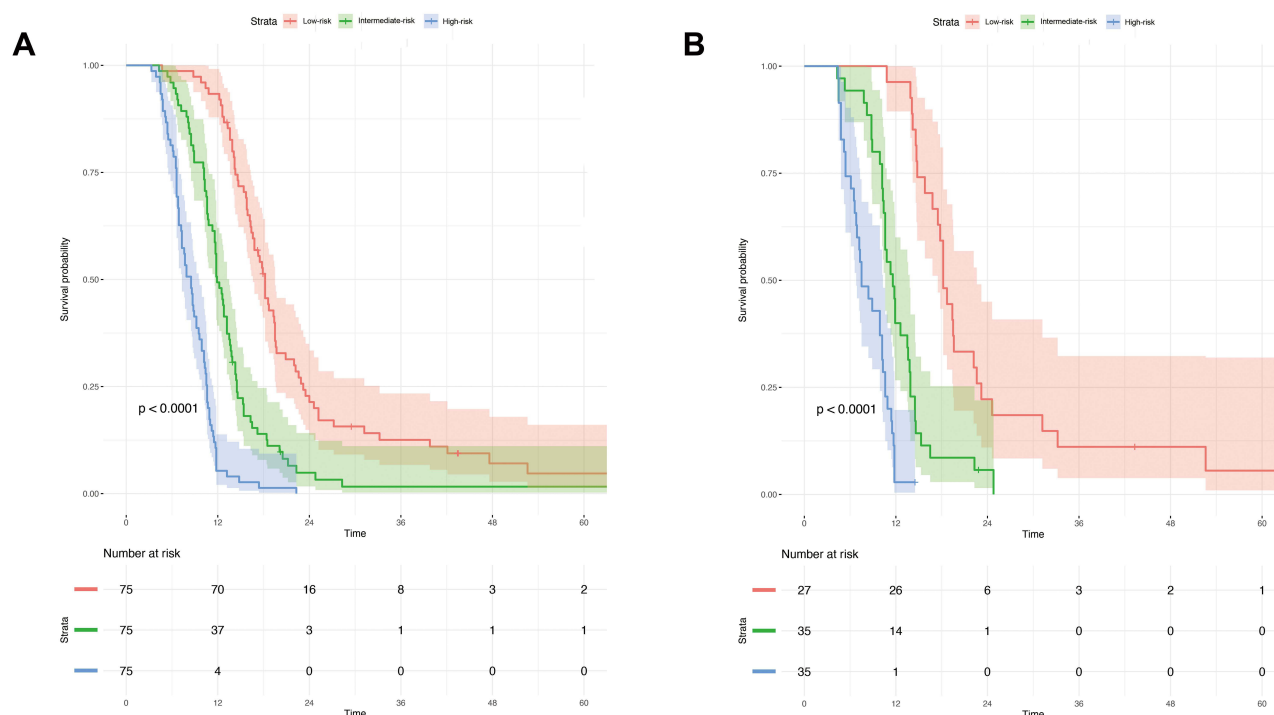 A
Strata Low-risk Intermediate-risk High-risk
1.00
0.75
0.50
0.25
0.00
Survival probability
p < 0.0001
0 12 24 36 48 60
Time
Number at risk
Strata
75 70 16 8 3 2
75 37 3 1 1 1
75 4 0 0 0 0
0 12 24 36 48 60
Time
B
Strata Low-risk Intermediate-risk High-risk
1.00
0.75
0.50
0.25
0.00
Survival probability
p < 0.0001
0 12 24 36 48 60
Time
Number at risk
Strata
27 26 6 3 2 1
35 14 1 0 0 0
35 1 0 0 0 0
0 12 24 36 48 60
Time